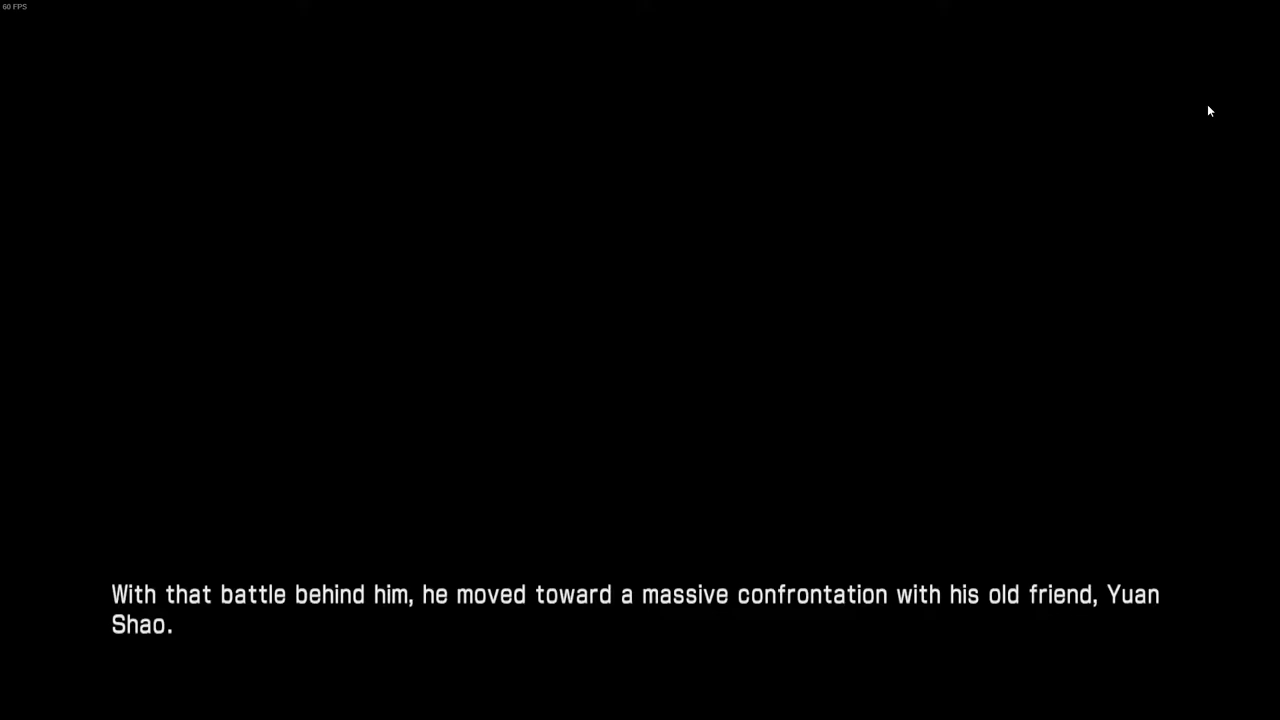 60 FPS
With that battle behind him, he moved toward a massive confrontation with his old friend, Yuan
Shao.